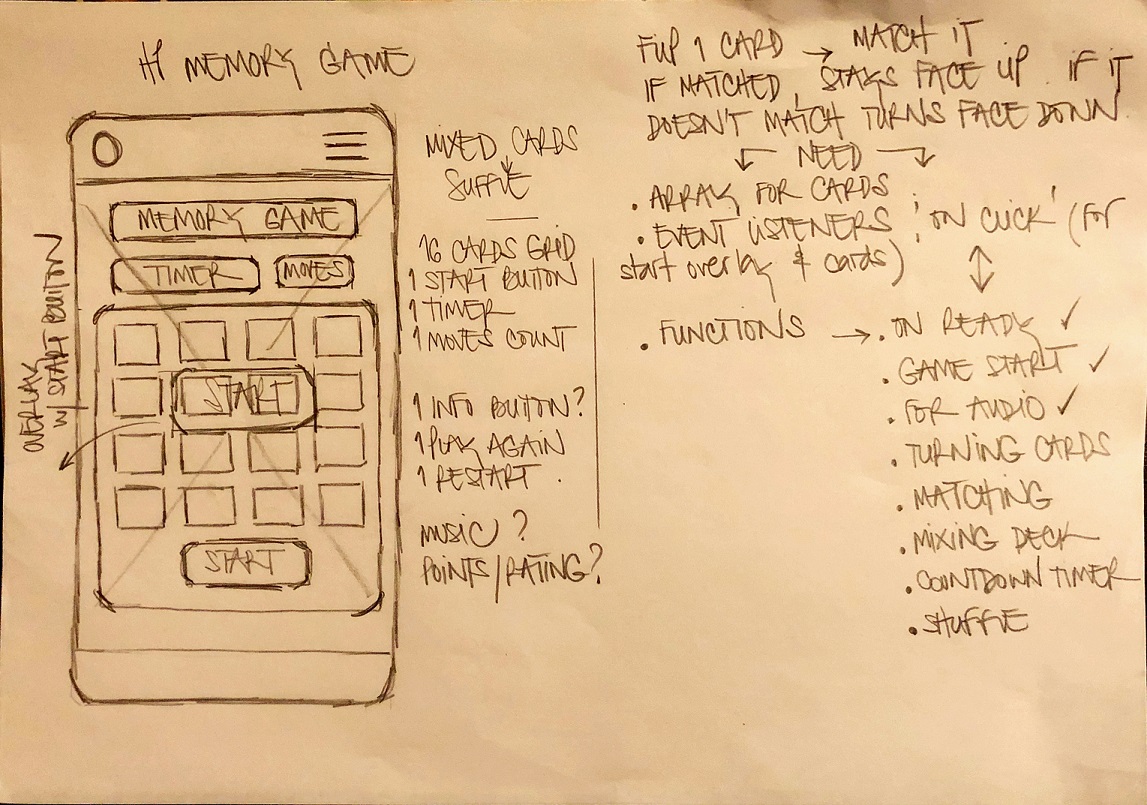 HP MEMORY GAME
MEMORY GAME
TIMER
MOVES
START
START
OVERLAY
W/ START BUTTON
MIXED CARDS
SUFFLE
16 CARDS GRID
1 START BUTTON
1 TIMER
1 MOVES COUNT
1 INFO BUTTON?
1 PLAY AGAIN
1 RESTART .
MUSIC ?
POINTS/RATING?
FLIP 1 CARD → MATCH IT
IF MATCHED, STAYS FACE UP. IF IT
DOESN'T MATCH TURNS FACE DOWN.
NEED
. ARRAY FOR CARDS
. EVENT LISTENERS ; 'ON CLICK' (for
start overlay & cards)
. FUNCTIONS → . ON READY ✓
. GAME START ✓
. FOR AUDIO ✓
. TURNING CARDS
. MATCHING
. MIXING DECK
. COUNTDOWN TIMER
. SHUFFLE